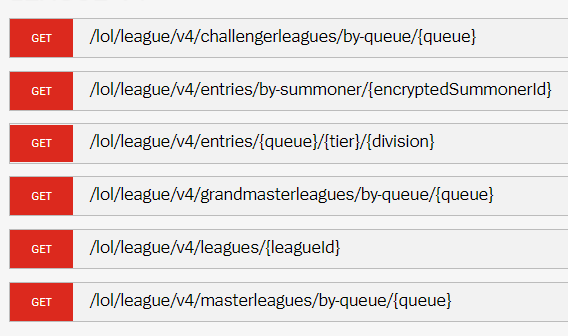 GET /lol/league/v4/challengerleagues/by-queue/{queue}
GET /lol/league/v4/entries/by-summoner/{encryptedSummonerId}
GET /lol/league/v4/entries/{queue}/{tier}/{division}
GET /lol/league/v4/grandmasterleagues/by-queue/{queue}
GET /lol/league/v4/leagues/{leagueId}
GET /lol/league/v4/masterleagues/by-queue/{queue}